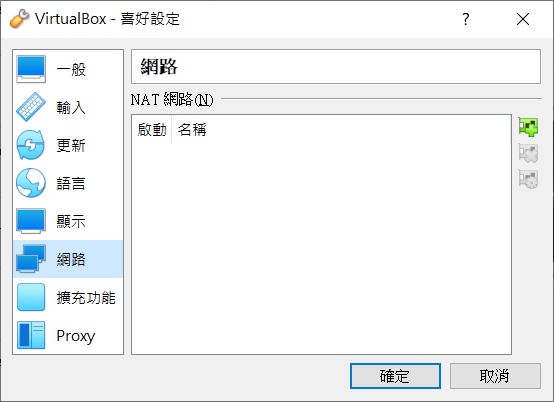 VirtualBox - 喜好設定
?
一般
輸入
更新
語言
顯示
網路
擴充功能
Proxy
網路
NAT 網路(N)
啟動 名稱
確定
取消